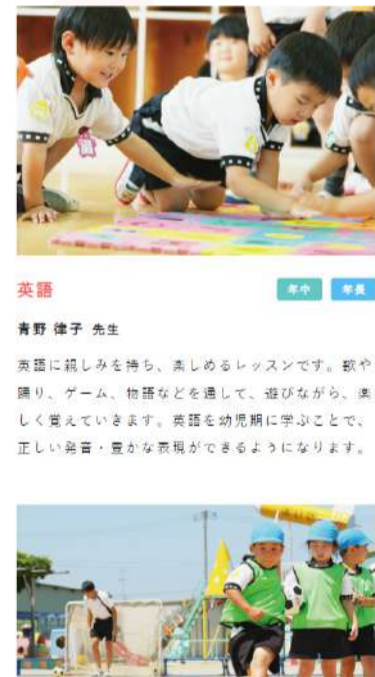 英語
年中 年長
青野 律子 先生
英語に親しみを持ち、楽しめるレッスンです。歌や
踊り、ゲーム、物語などを通して、遊びながら、楽
しく覚えていきます。英語を幼児期に学ぶことで、
正しい発音・豊かな表現ができるようになります。